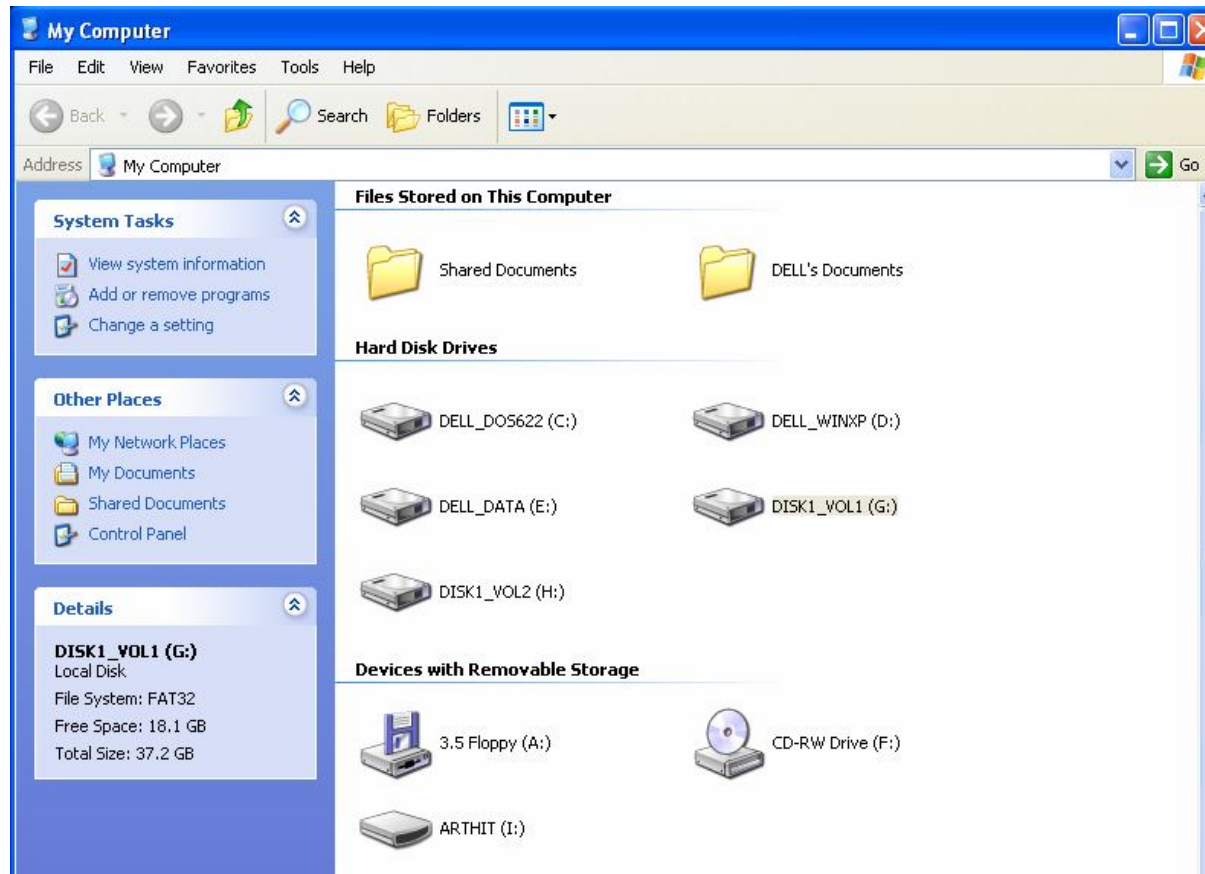 My Computer
File Edit View Favorites Tools Help
Back Search Folders
Address My Computer Go
System Tasks
View system information
Add or remove programs
Change a setting
Other Places
My Network Places
My Documents
Shared Documents
Control Panel
Details
DISK1_VOL1 (G:)
Local Disk
File System: FAT32
Free Space: 18.1 GB
Total Size: 37.2 GB
Files Stored on This Computer
Shared Documents DELL's Documents
Hard Disk Drives
DELL_DOS622 (C:) DELL_WINXP (D:)
DELL_DATA (E:) DISK1_VOL1 (G:)
DISK1_VOL2 (H:)
Devices with Removable Storage
3.5 Floppy (A:) CD-RW Drive (F:)
ARTHIT (I:)